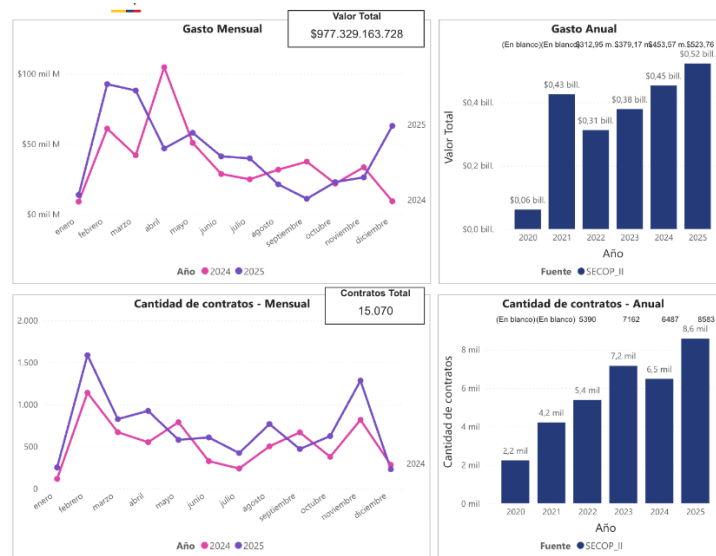 Gasto Mensual
Valor Total
$977.329.163.728
$100 mil M
$50 mil M
$0 mil M
2025
2024
enero
febrero
marzo
abril
mayo
junio
julio
agosto
septiembre
octubre
noviembre
diciembre
Año 2024 2025
Gasto Anual
(En blanco)(En blanco)$312,95 m.$379,17 m.$453,57 m.$523,76
Valor Total
$0,4 bill.
$0,2 bill.
$0,0 bill.
$0,06 bill.
$0,43 bill.
$0,31 bill.
$0,38 bill.
$0,45 bill.
$0,52 bill.
2020 2021 2022 2023 2024 2025
Año
Fuente SECOP_II
Cantidad de contratos - Mensual
Contratos Total
15.070
2.000
1.500
1.000
500
0
2024
enero
febrero
marzo
abril
mayo
junio
julio
agosto
septiembre
octubre
noviembre
diciembre
Año 2024 2025
Cantidad de contratos - Anual
(En blanco)(En blanco) 5390 7162 6487 8583
Cantidad de contratos
8 mil
6 mil
4 mil
2 mil
0 mil
2,2 mil
4,2 mil
5,4 mil
7,2 mil
6,5 mil
8,6 mil
2020 2021 2022 2023 2024 2025
Año
Fuente SECOP_II